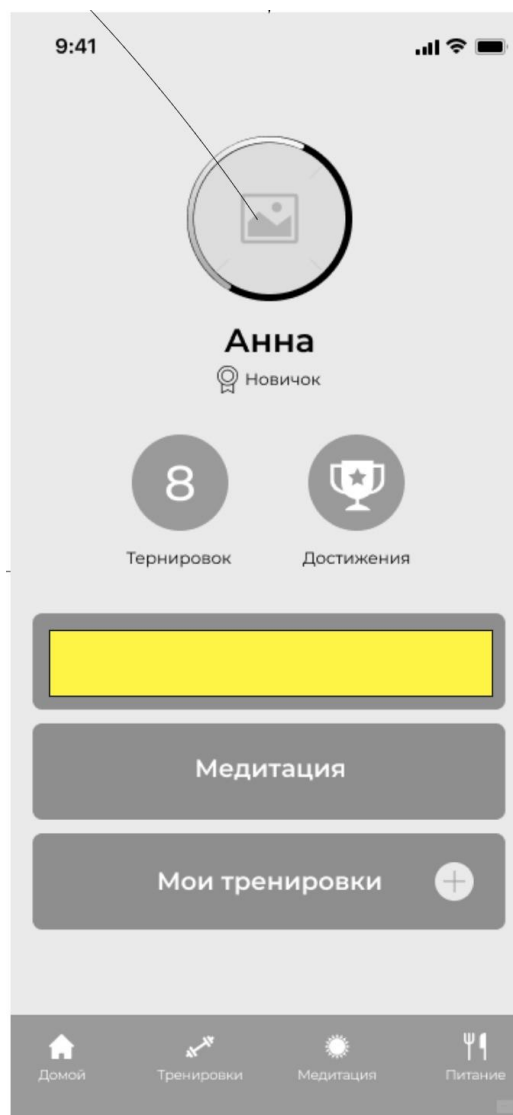 9:41
Анна
Новичок
8
Тернировок
Достижения
Медитация
Мои тренировки
Домой
Тренировки
Медитация
Питание